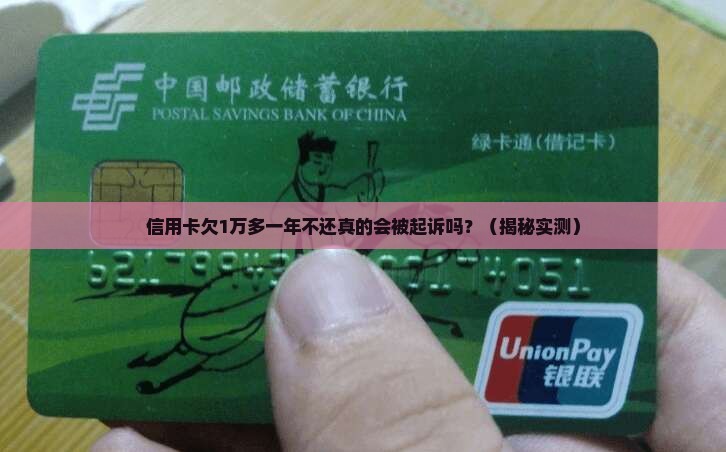 中国邮政储蓄银行
POSTAL SAVINGS BANK OF CHINA
绿卡通(借记卡)
信用卡欠1万多一年不还真的会被起诉吗？（揭秘实测）
UnionPay
银联